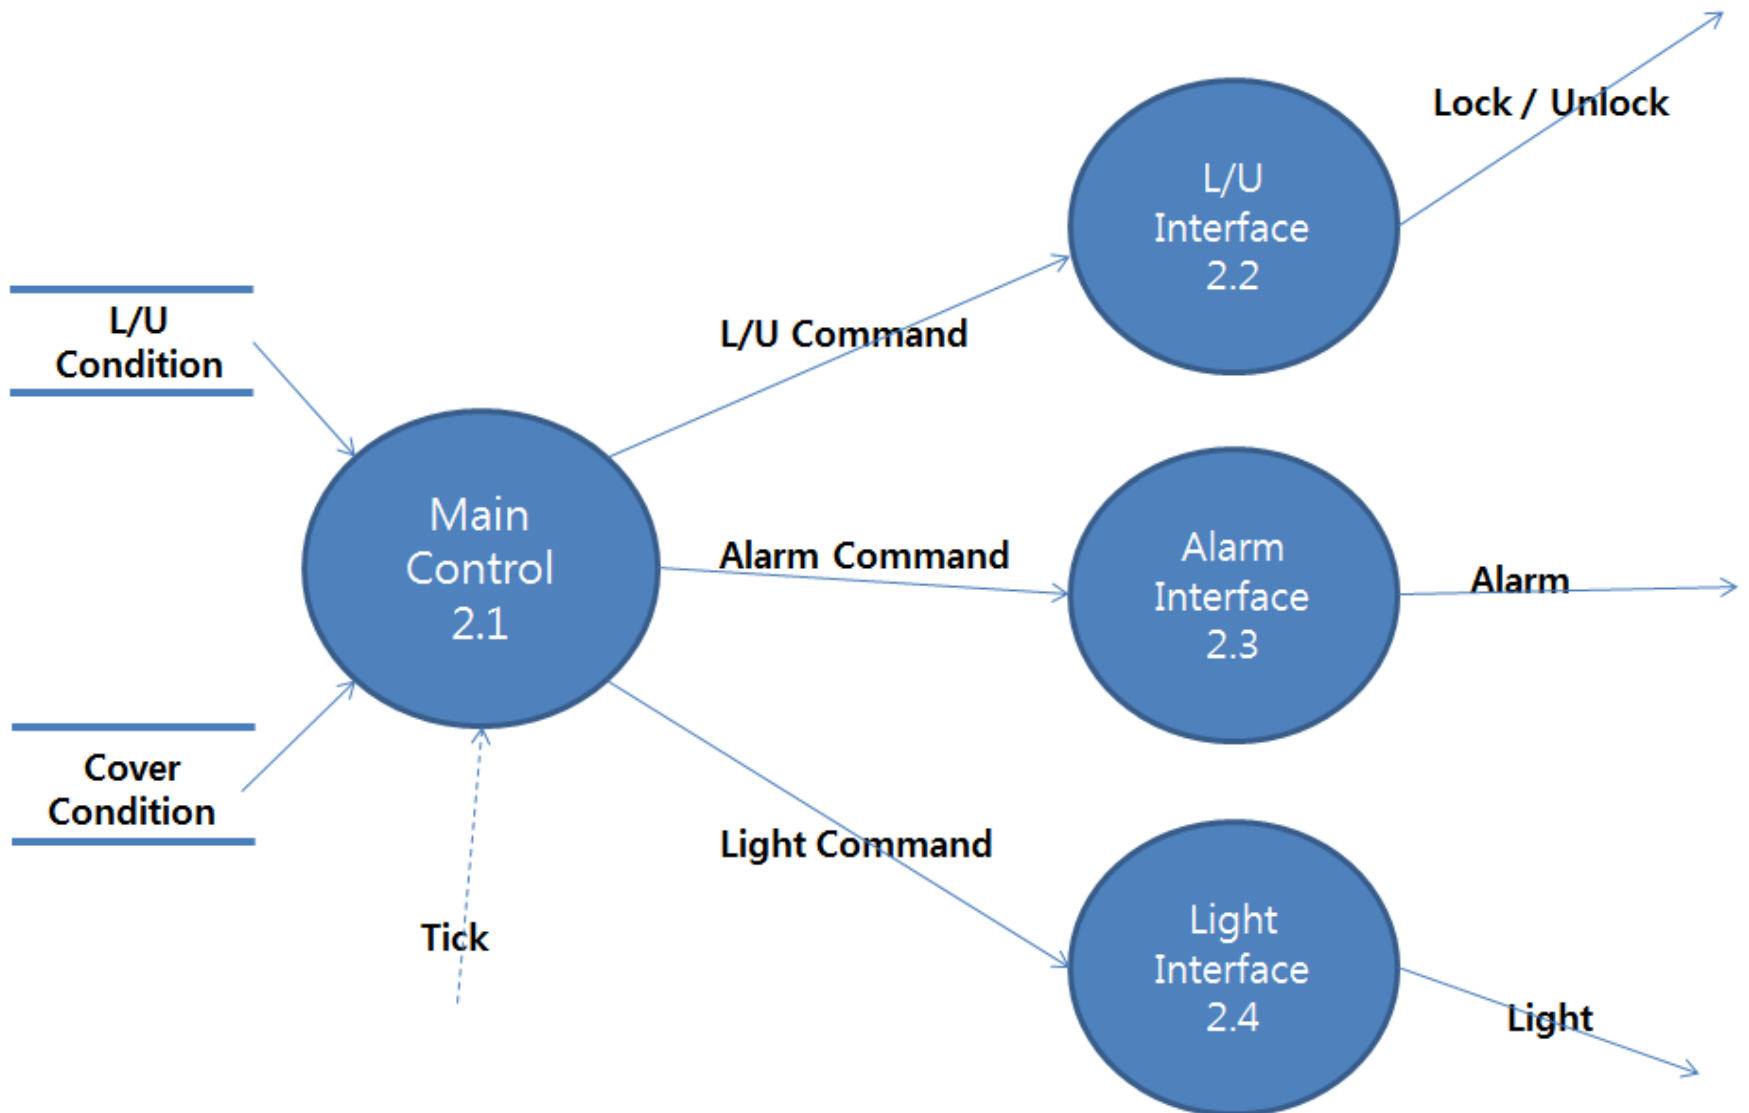 Lock / Unlock
L/U
Interface
2.2
L/U
Condition
L/U Command
Main
Control
2.1
Alarm Command
Alarm
Interface
2.3
Alarm
Cover
Condition
Light Command
Tick
Light
Interface
2.4
Light